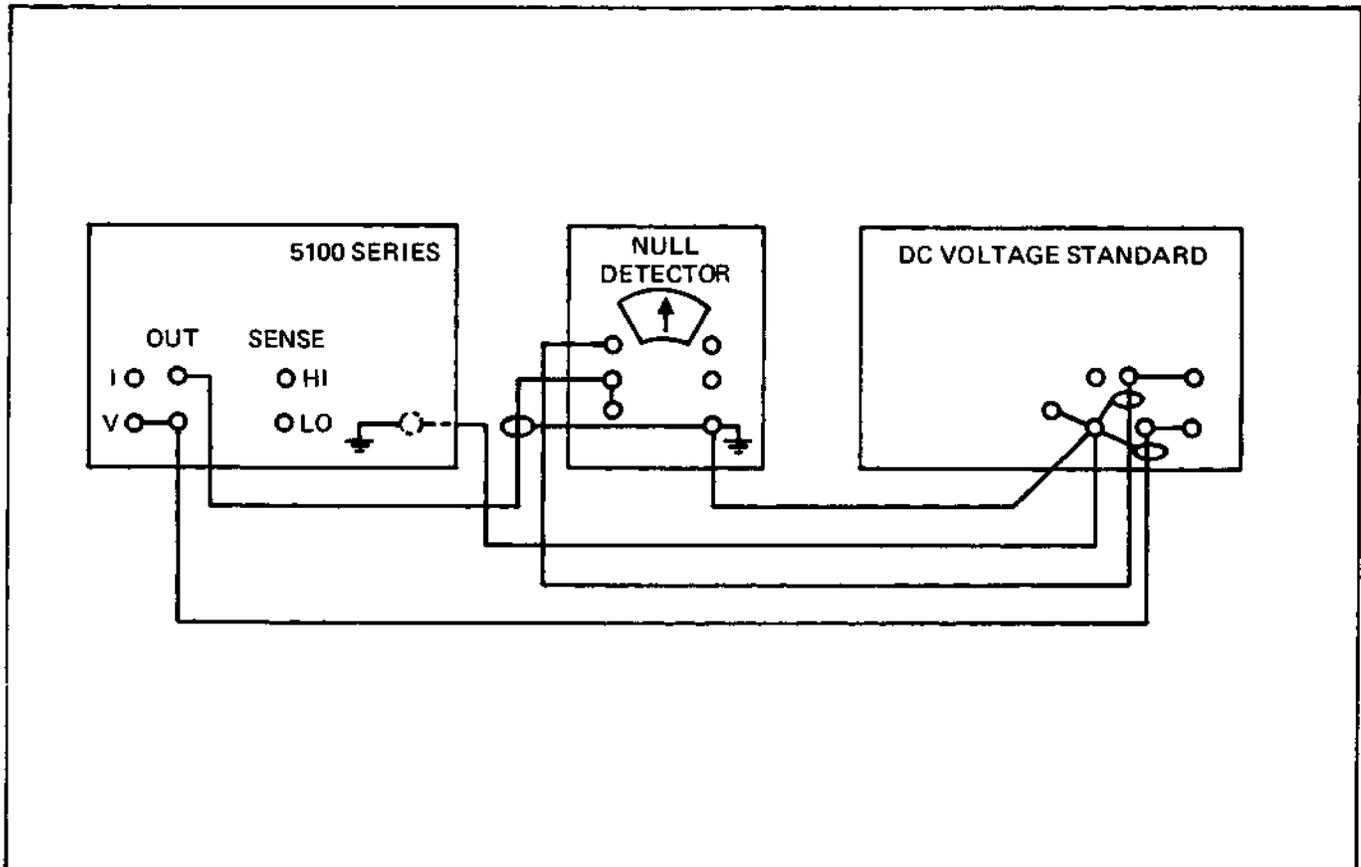 5100 SERIES
NULL
DETECTOR
DC VOLTAGE STANDARD
OUT SENSE
I HI
V LO